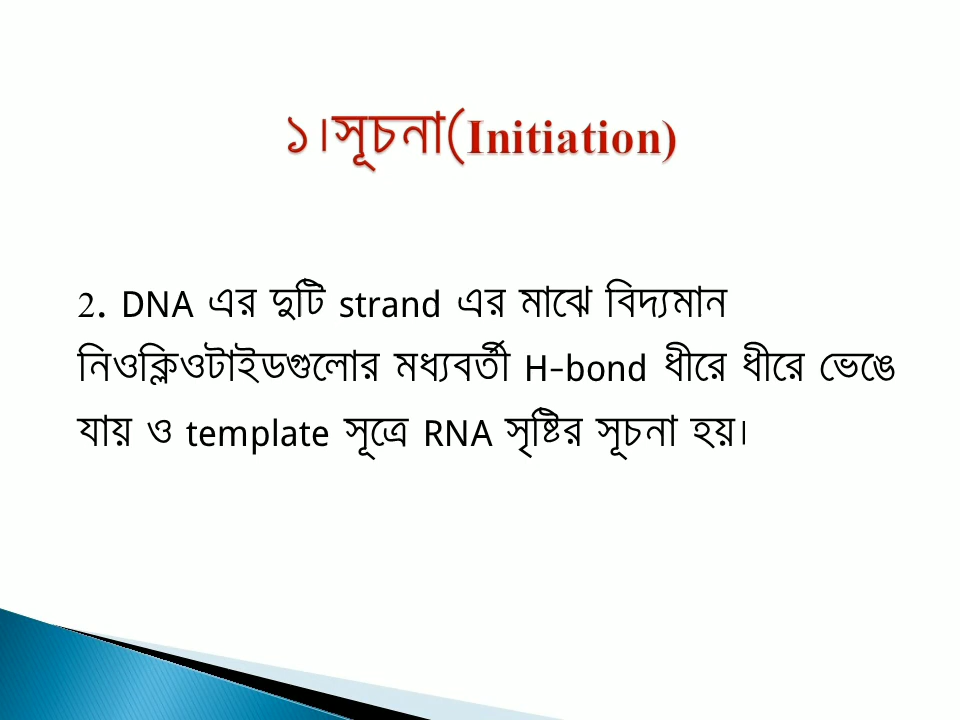 ১।সূচনা(Initiation)
2. DNA এর দুটি strand এর মাঝে বিদ্যমান
নিওক্লিওটাইডগুলোর মধ্যবর্তী H-bond ধীরে ধীরে ভেঙে
যায় ও template সূত্রে RNA সৃষ্টির সূচনা হয়।